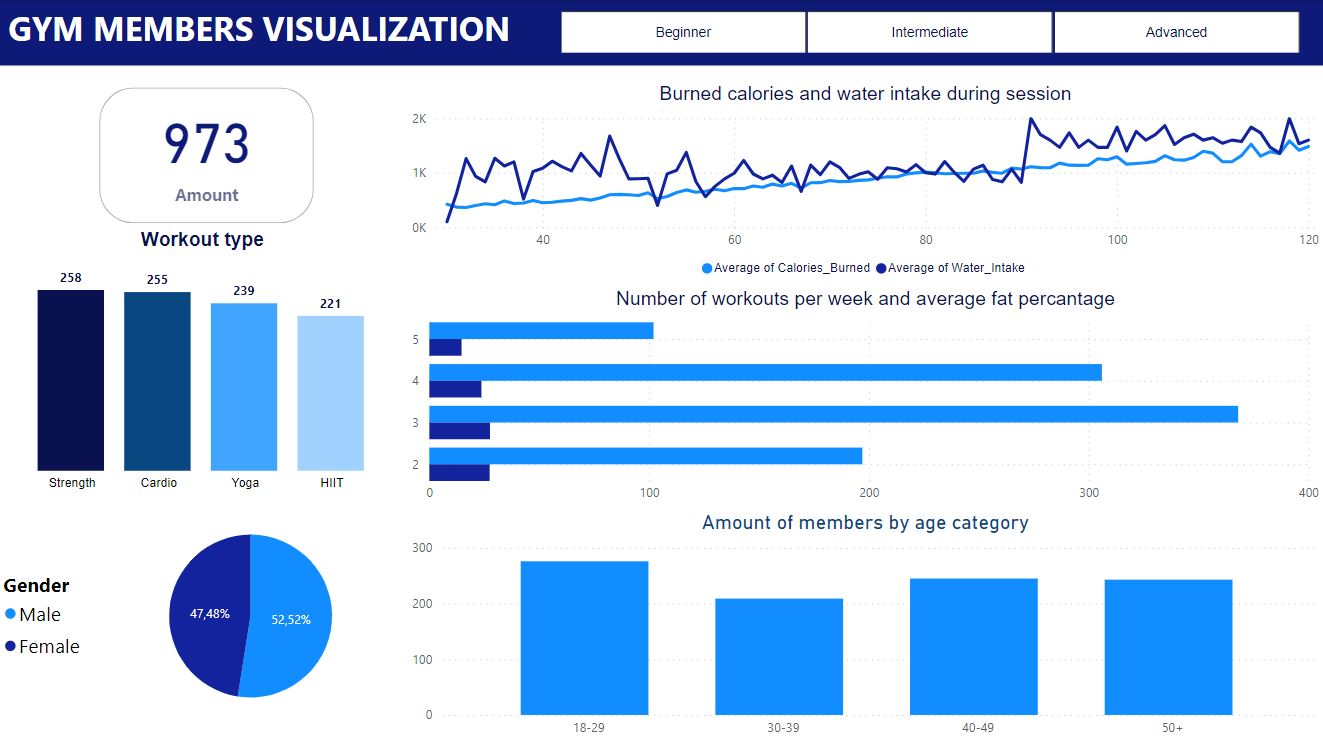 GYM MEMBERS VISUALIZATION
Beginner
Intermediate
Advanced
973
Amount
Workout type
258
255
239
221
Strength
Cardio
Yoga
HIIT
Gender
Male
Female
47,48%
52,52%
Burned calories and water intake during session
2K
1K
0K
40
60
80
100
120
Average of Calories_Burned
Average of Water_Intake
Number of workouts per week and average fat percantage
5
4
3
2
0
100
200
300
400
Amount of members by age category
300
200
100
0
18-29
30-39
40-49
50+